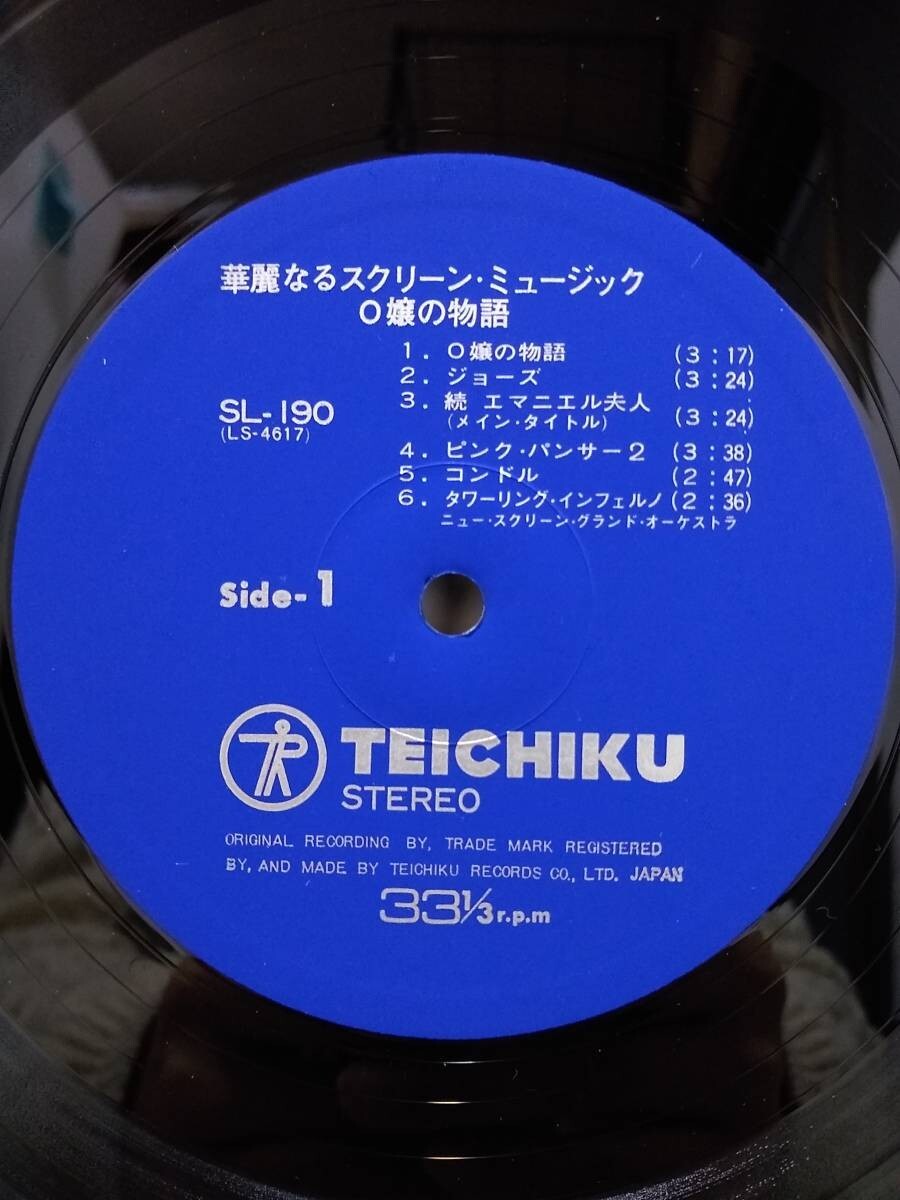 華麗なるスクリーン・ミュージック
O嬢の物語
1. O嬢の物語 (3:17)
2. ジョーズ (3:24)
3. 続 エマニエル夫人 (3:24)
(メイン・タイトル)
4. ピンク・パンサー2 (3:38)
5. コンドル (2:47)
6. タワーリング・インフェルノ (2:36)
ニュー・スクリーン・グランド・オーケストラ
SL-190
(LS-4617)
Side-1
TEICHIKU
STEREO
ORIGINAL RECORDING BY, TRADE MARK REGISTERED
BY, AND MADE BY TEICHIKU RECORDS CO., LTD. JAPAN
33 1/3 r.p.m